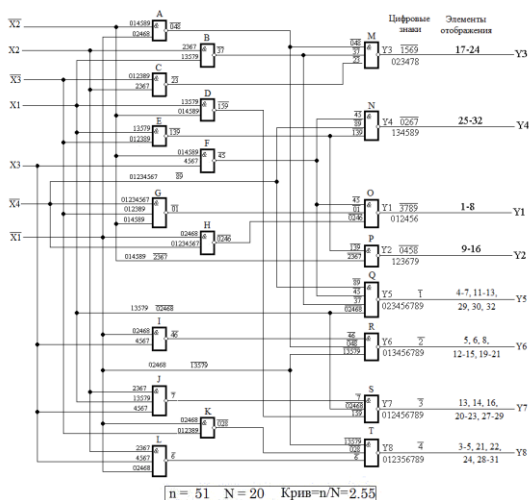 Цифровые знаки
Элементы отображения
X2
X2
X3
X1
X3
X4
X1
A
&
014589
02468
048
B
&
2367
13579
37
C
&
012389
2367
23
D
&
13579
014589
159
E
&
13579
012389
139
F
&
014589
4567
45
01234567
89
G
&
01234567
012389
014589
01
H
&
02468
01234567
0246
014589
2367
13579
02468
I
&
02468
4567
46
02468
13579
J
&
2367
13579
4567
7
K
&
02468
012389
028
L
&
2367
4567
02468
6
M
&
048
37
23
Y3 1569
023478
17-24
Y3
N
&
45
89
139
Y4 0267
134589
25-32
Y4
O
&
45
01
0246
Y1 3789
012456
1-8
Y1
P
&
139
2367
Y2 0458
123679
9-16
Y2
Q
&
89
45
37
02468
Y5 1
023456789
4-7, 11-13,
29, 30, 32
Y5
R
&
46
048
13579
Y6 2
013456789
5, 6, 8,
12-15, 19-21
Y6
S
&
7
02468
159
Y7 3
012456789
13, 14, 16,
20-23, 27-29
Y7
T
&
13579
028
6
Y8 4
012356789
3-5, 21, 22,
24, 28-31
Y8
n = 51 N = 20 Kрив=n/N=2.55